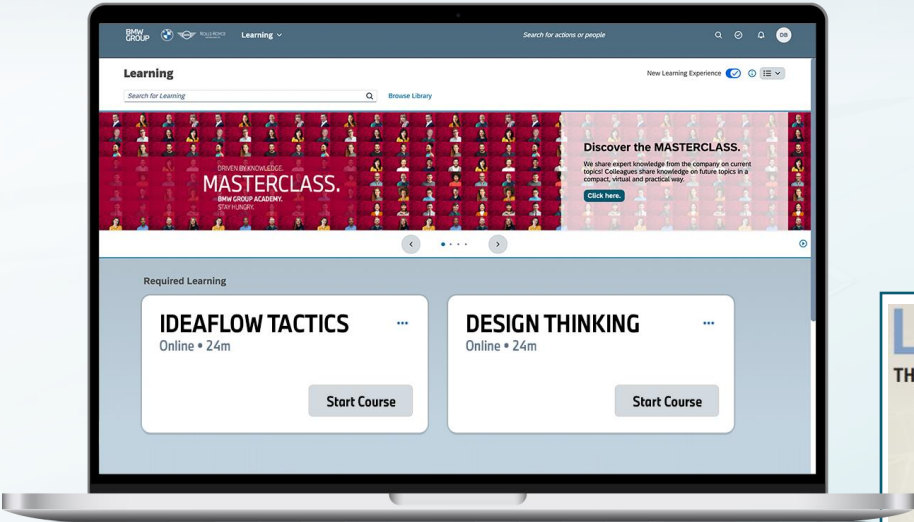 BMW
GROUP
ROLLS-ROYCE
Learning
Search for actions or people
DB
Learning
New Learning Experience
Search for Learning
Browse Library
DRIVEN BY KNOWLEDGE.
MASTERCLASS.
BMW GROUP ACADEMY.
STAY HUNGRY.
Discover the MASTERCLASS.
We share expert knowledge from the company on current
topics! Colleagues share knowledge on future topics in a
compact, virtual and practical way.
Click here.
Required Learning
IDEAFLOW TACTICS
Online • 24m
Start Course
DESIGN THINKING
Online • 24m
Start Course
L
TH